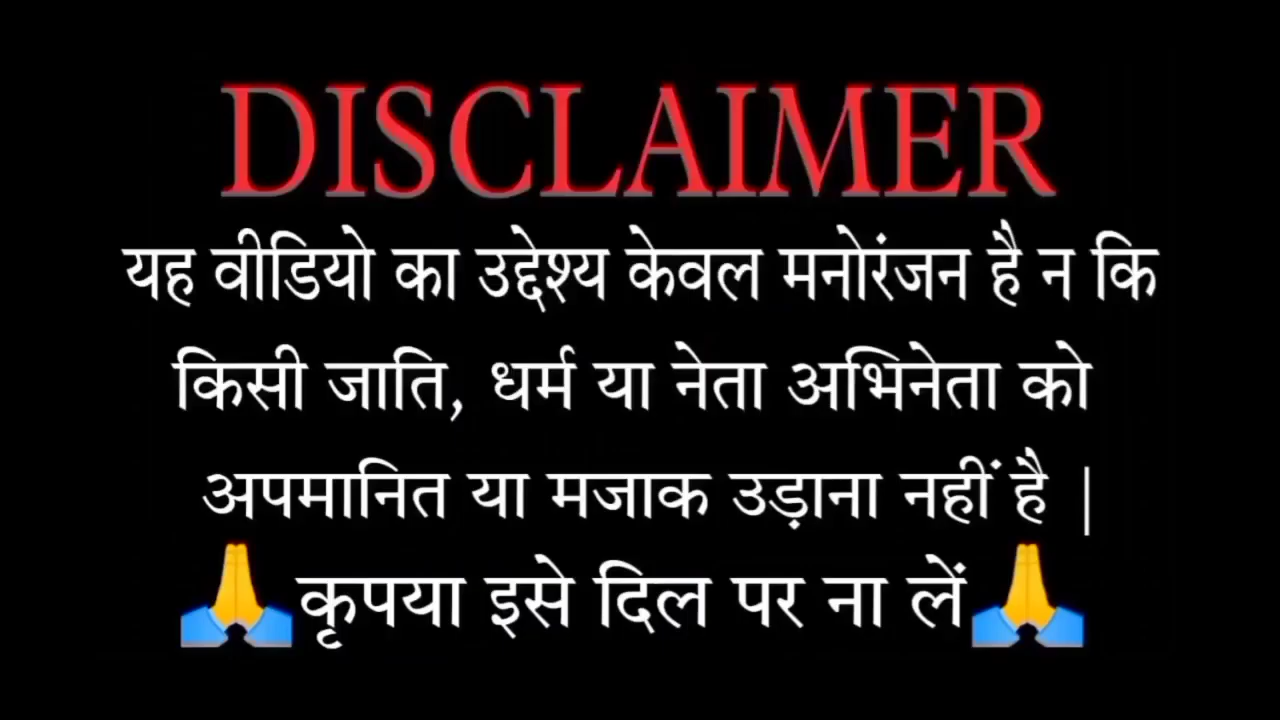 DISCLAIMER
यह वीडियो का उद्देश्य केवल मनोरंजन है न कि
किसी जाति, धर्म या नेता अभिनेता को
अपमानित या मजाक उड़ाना नहीं है |
🙏कृपया इसे दिल पर ना लें🙏